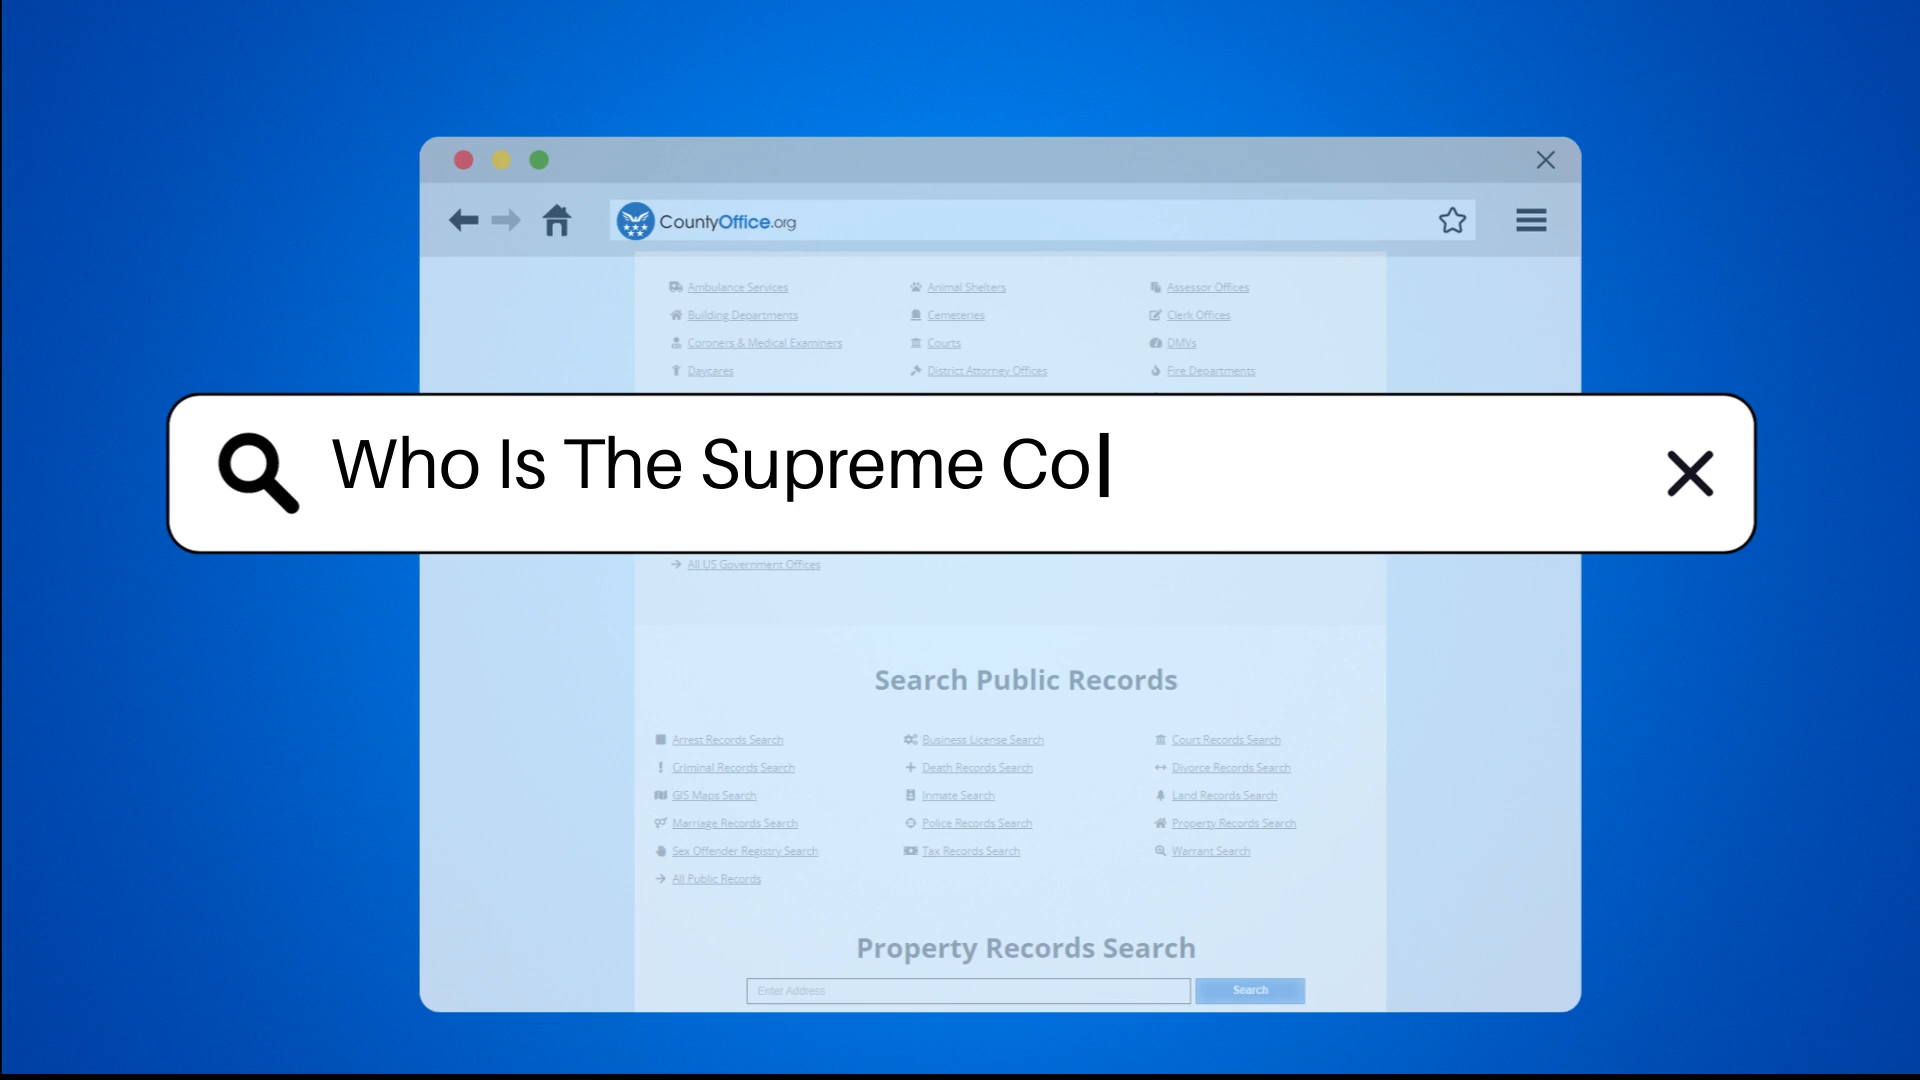 CountyOffice.org
Ambulance Services Animal Shelters Assessor Offices
Building Departments Cemeteries Clerk Offices
Coroners & Medical Examiners Courts DMVs
Daycares District Attorney Offices Fire Departments
Who Is The Supreme Co
All US Government Offices
Search Public Records
Arrest Records Search Business License Search Court Records Search
Criminal Records Search Death Records Search Divorce Records Search
GIS Maps Search Inmate Search Land Records Search
Marriage Records Search Police Records Search Property Records Search
Sex Offender Registry Search Tax Records Search Warrant Search
All Public Records
Property Records Search
Enter Address Search